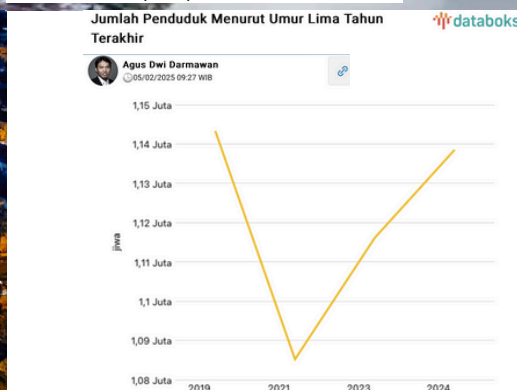 Jumlah Penduduk Menurut Umur Lima Tahun
Terakhir
databoks
Agus Dwi Darmawan
05/02/2025 09:27 WIB
1,15 Juta
1,14 Juta
1,13 Juta
1,12 Juta
jiwa
1,11 Juta
1,1 Juta
1,09 Juta
1,08 Juta
2019
2021
2023
2024